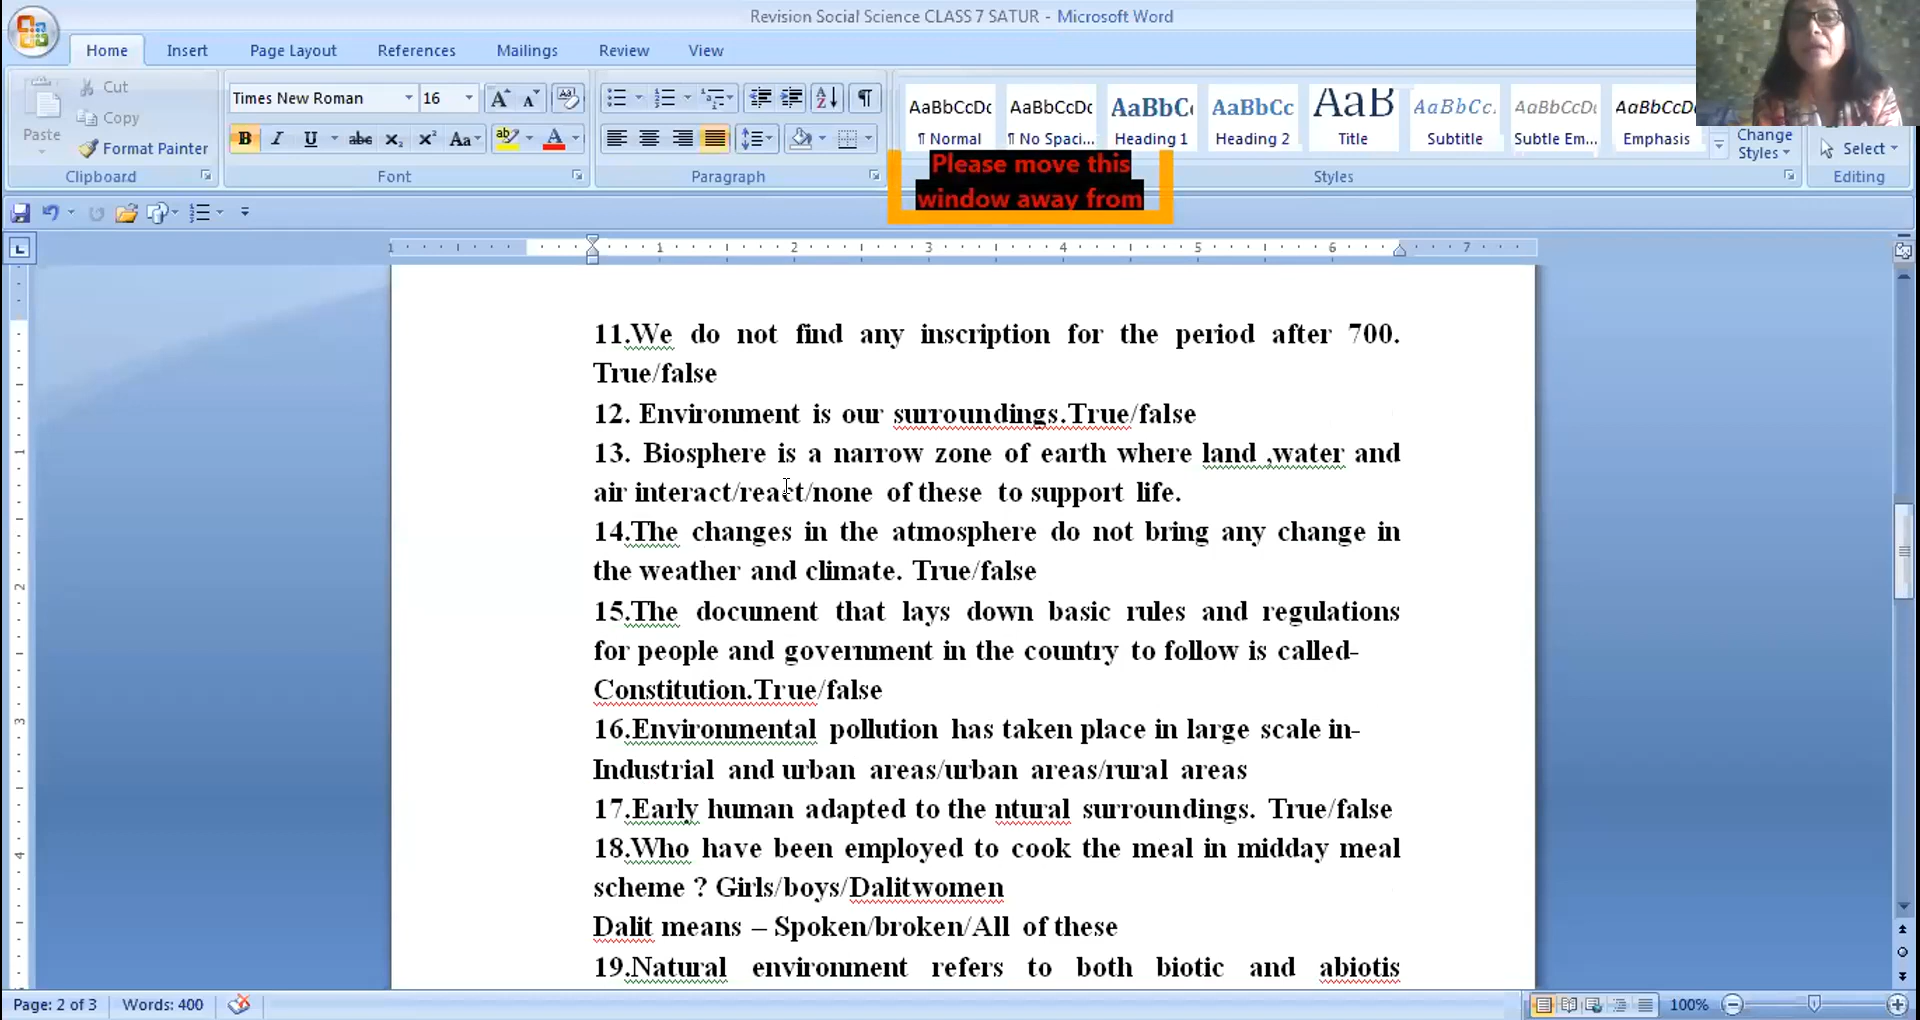 Revision Social Science CLASS 7 SATUR - Microsoft Word
Home Insert Page Layout References Mailings Review View
Cut
Copy
Paste
Format Painter
Clipboard
Times New Roman 16
Font
Paragraph
AaBbCcDc AaBbCcDc AaBbC AaBbCc AaB AaBbCc. AaBbCcDc AaBbCcDc
¶ Normal ¶ No Spaci... Heading 1 Heading 2 Title Subtitle Subtle Em... Emphasis
Change
Styles
Select
Styles
Editing
Please move this
window away from
1 1 2 3 4 5 6 7
11.We do not find any inscription for the period after 700.
True/false
12. Environment is our surroundings.True/false
13. Biosphere is a narrow zone of earth where land ,water and
air interact/react/none of these to support life.
14.The changes in the atmosphere do not bring any change in
the weather and climate. True/false
15.The document that lays down basic rules and regulations
for people and government in the country to follow is called-
Constitution.True/false
16.Environmental pollution has taken place in large scale in-
Industrial and urban areas/urban areas/rural areas
17.Early human adapted to the ntural surroundings. True/false
18.Who have been employed to cook the meal in midday meal
scheme ? Girls/boys/Dalitwomen
Dalit means – Spoken/broken/All of these
19.Natural environment refers to both biotic and abiotis
Page: 2 of 3 Words: 400 100%